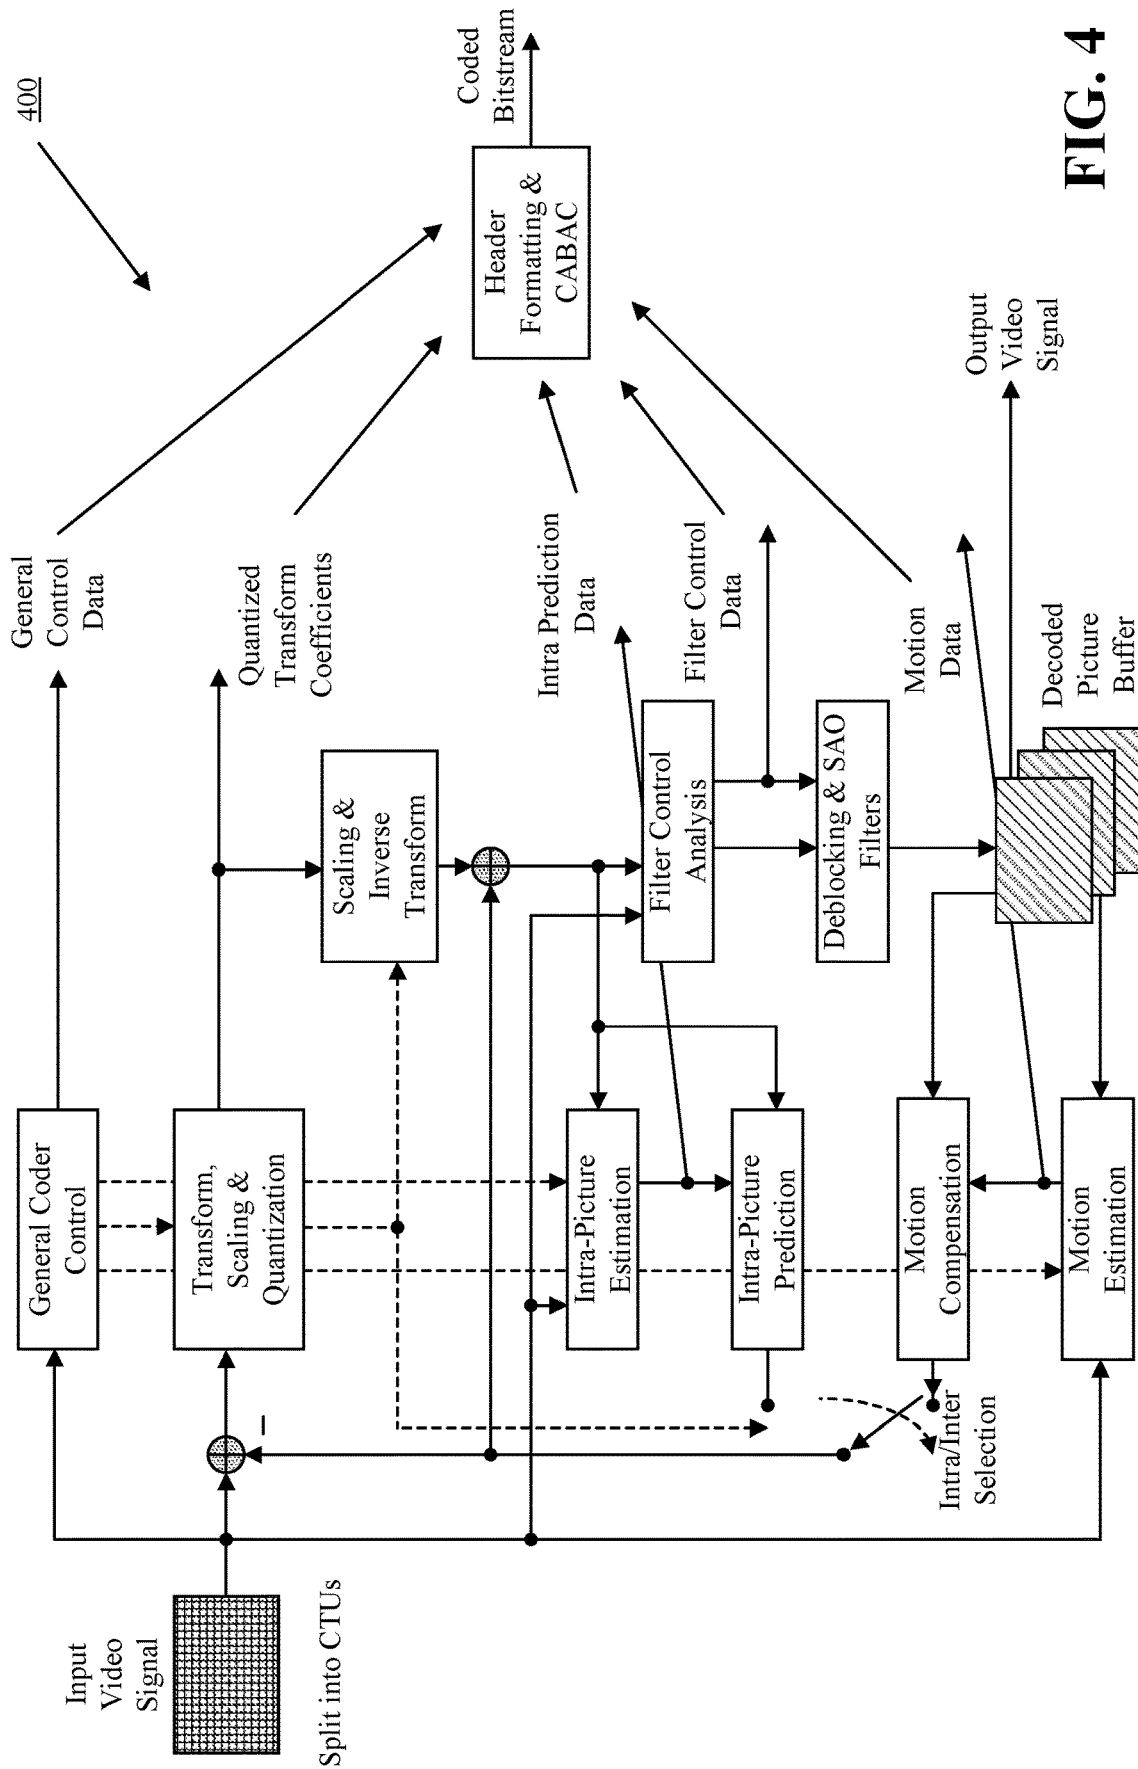 400
Input
Video
Signal
Split into CTUs
General Coder
Control
General
Control
Data
Transform,
Scaling &
Quantization
Quantized
Transform
Coefficients
Scaling &
Inverse
Transform
Header
Formatting &
CABAC
Coded
Bitstream
Intra-Picture
Estimation
Intra Prediction
Data
Filter Control
Analysis
Filter Control
Data
Intra-Picture
Prediction
Deblocking & SAO
Filters
Motion
Compensation
Motion
Data
Intra/Inter
Selection
Motion
Estimation
Decoded
Picture
Buffer
Output
Video
Signal
FIG. 4